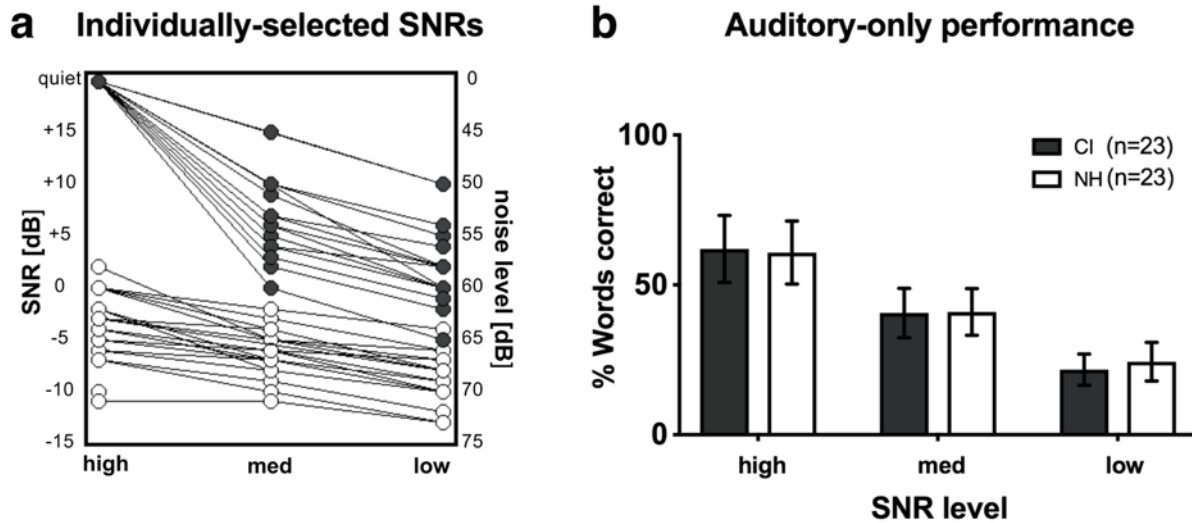 a Individually-selected SNRs
quiet
+15
+10
+5
0
-5
-10
-15
SNR [dB]
0
45
50
55
60
65
70
75
noise level [dB]
high med low
b Auditory-only performance
100
50
0
% Words correct
CI (n=23)
NH (n=23)
high med low
SNR level